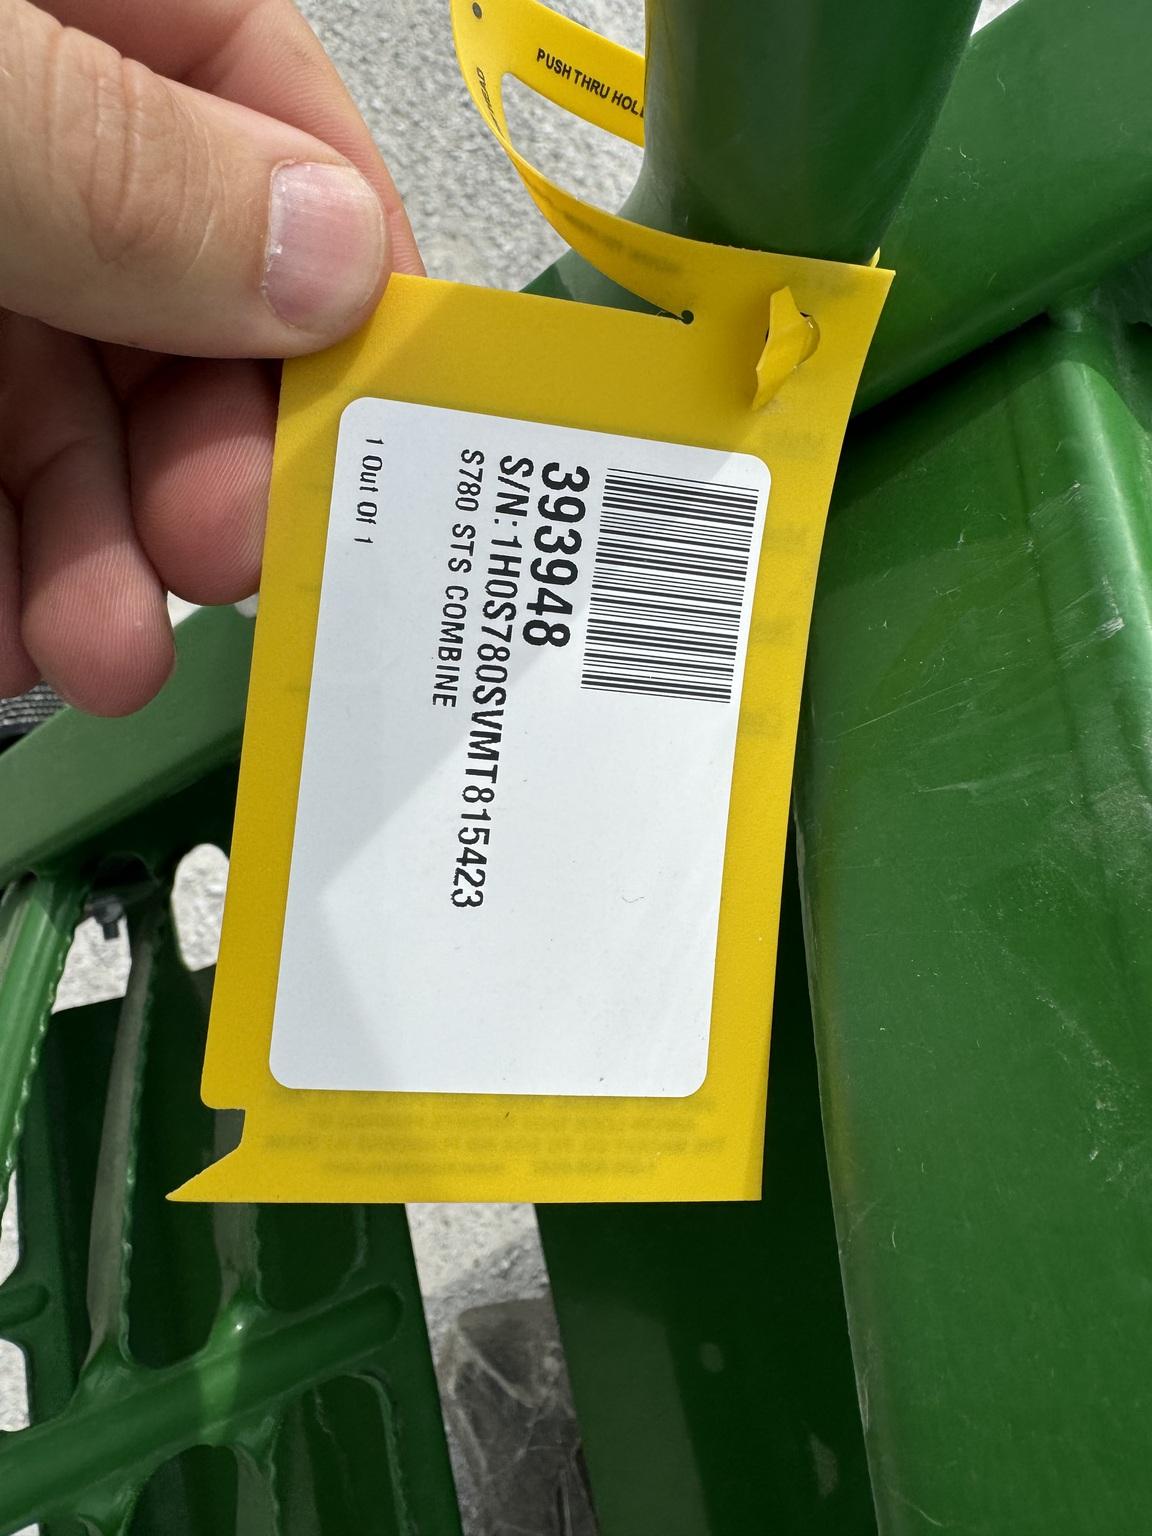 PUSH THRU HOL
393948
S/N:1H0S780SVMT815423
S780 STS COMBINE
1 Out Of 1